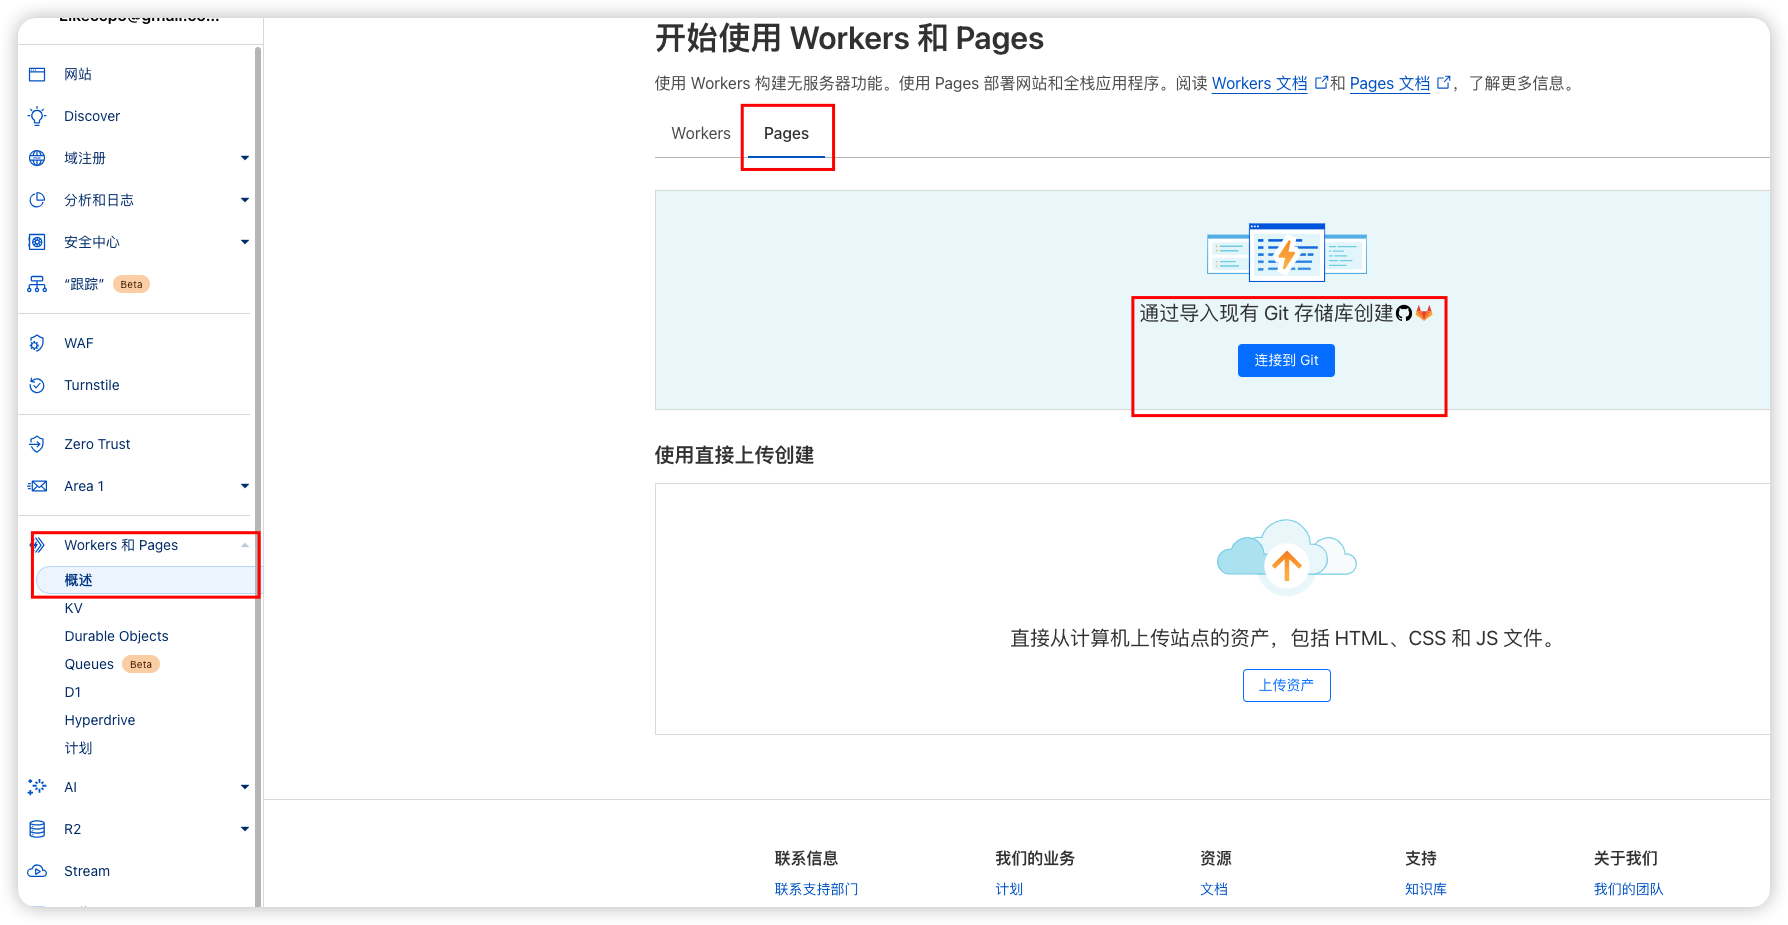 网站
Discover
域注册
分析和日志
安全中心
“跟踪” Beta
WAF
Turnstile
Zero Trust
Area 1
Workers 和 Pages
概述
KV
Durable Objects
Queues Beta
D1
Hyperdrive
计划
AI
R2
Stream
开始使用 Workers 和 Pages
使用 Workers 构建无服务器功能。使用 Pages 部署网站和全栈应用程序。阅读 Workers 文档 和 Pages 文档 ，了解更多信息。
Workers Pages
通过导入现有 Git 存储库创建
连接到 Git
使用直接上传创建
直接从计算机上传站点的资产，包括 HTML、CSS 和 JS 文件。
上传资产
联系信息
联系支持部门
我们的业务
计划
资源
文档
支持
知识库
关于我们
我们的团队